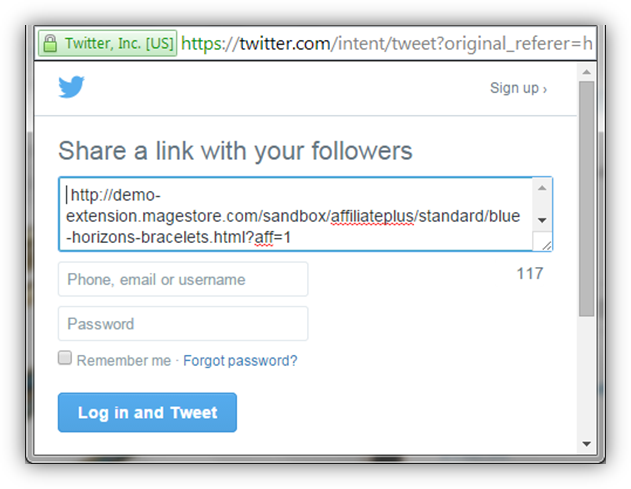 Twitter, Inc. [US] https://twitter.com/intent/tweet?original_referer=h
Sign up ›
Share a link with your followers
http://demo-
extension.magestore.com/sandbox/affiliateplus/standard/blue
-horizons-bracelets.html?aff=1
Phone, email or username
117
Password
Remember me · Forgot password?
Log in and Tweet